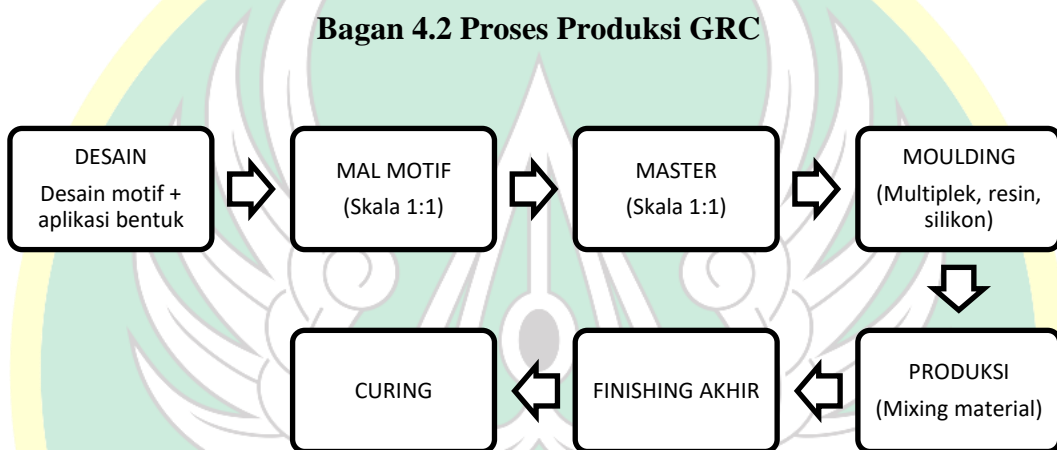 Bagan 4.2 Proses Produksi GRC
DESAIN
Desain motif +
aplikasi bentuk
MAL MOTIF
(Skala 1:1)
MASTER
(Skala 1:1)
MOULDING
(Multiplek, resin,
silikon)
PRODUKSI
(Mixing material)
FINISHING AKHIR
CURING